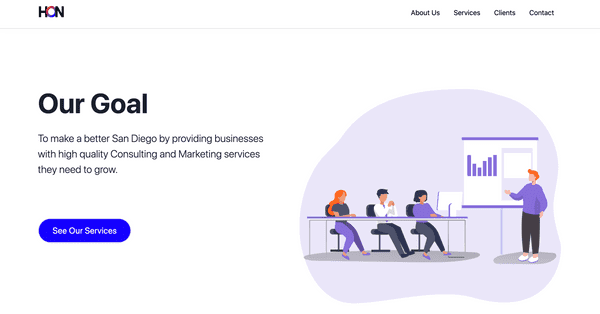 HON
About Us
Services
Clients
Contact
Our Goal
To make a better San Diego by providing businesses
with high quality Consulting and Marketing services
they need to grow.
See Our Services